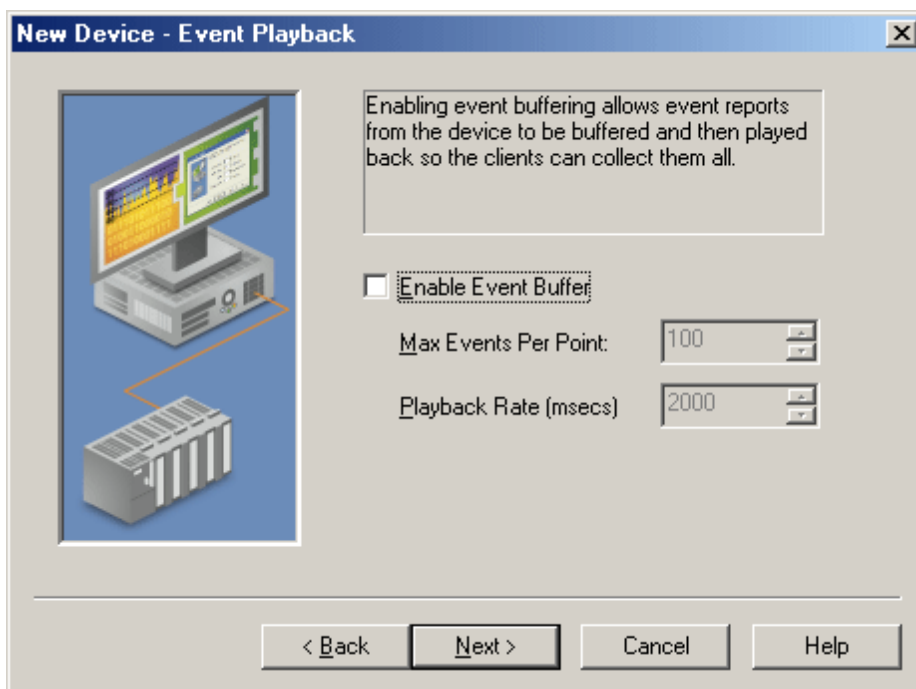 New Device - Event Playback
Enabling event buffering allows event reports
from the device to be buffered and then played
back so the clients can collect them all.
Enable Event Buffer
Max Events Per Point: 100
Playback Rate (msecs) 2000
< Back Next > Cancel Help